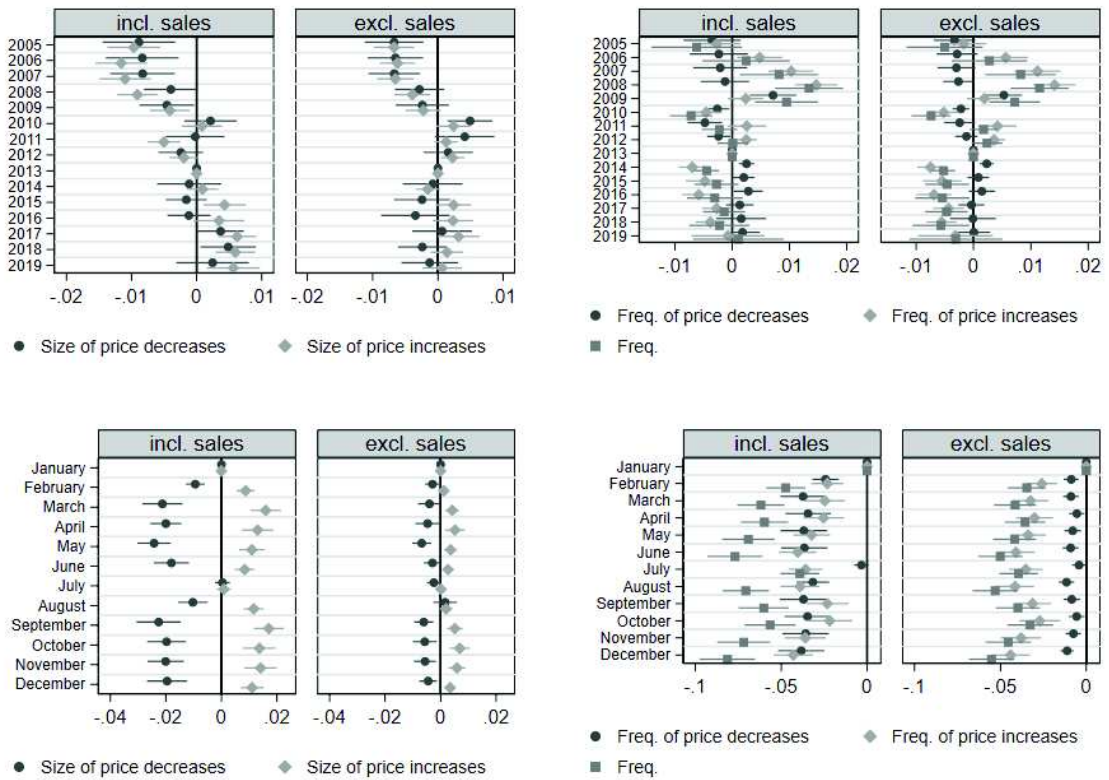 incl. sales
excl. sales
2005
2006
2007
2008
2009
2010
2011
2012
2013
2014
2015
2016
2017
2018
2019
-.02 -.01 0 .01
-.02 -.01 0 .01
Size of price decreases Size of price increases
incl. sales
excl. sales
2005
2006
2007
2008
2009
2010
2011
2012
2013
2014
2015
2016
2017
2018
2019
-.01 0 .01 .02
-.01 0 .01 .02
Freq. of price decreases Freq. of price increases
Freq.
incl. sales
excl. sales
January
February
March
April
May
June
July
August
September
October
November
December
-.04 -.02 0 .02
-.04 -.02 0 .02
Size of price decreases Size of price increases
incl. sales
excl. sales
January
February
March
April
May
June
July
August
September
October
November
December
-.1 -.05 0
-.1 -.05 0
Freq. of price decreases Freq. of price increases
Freq.